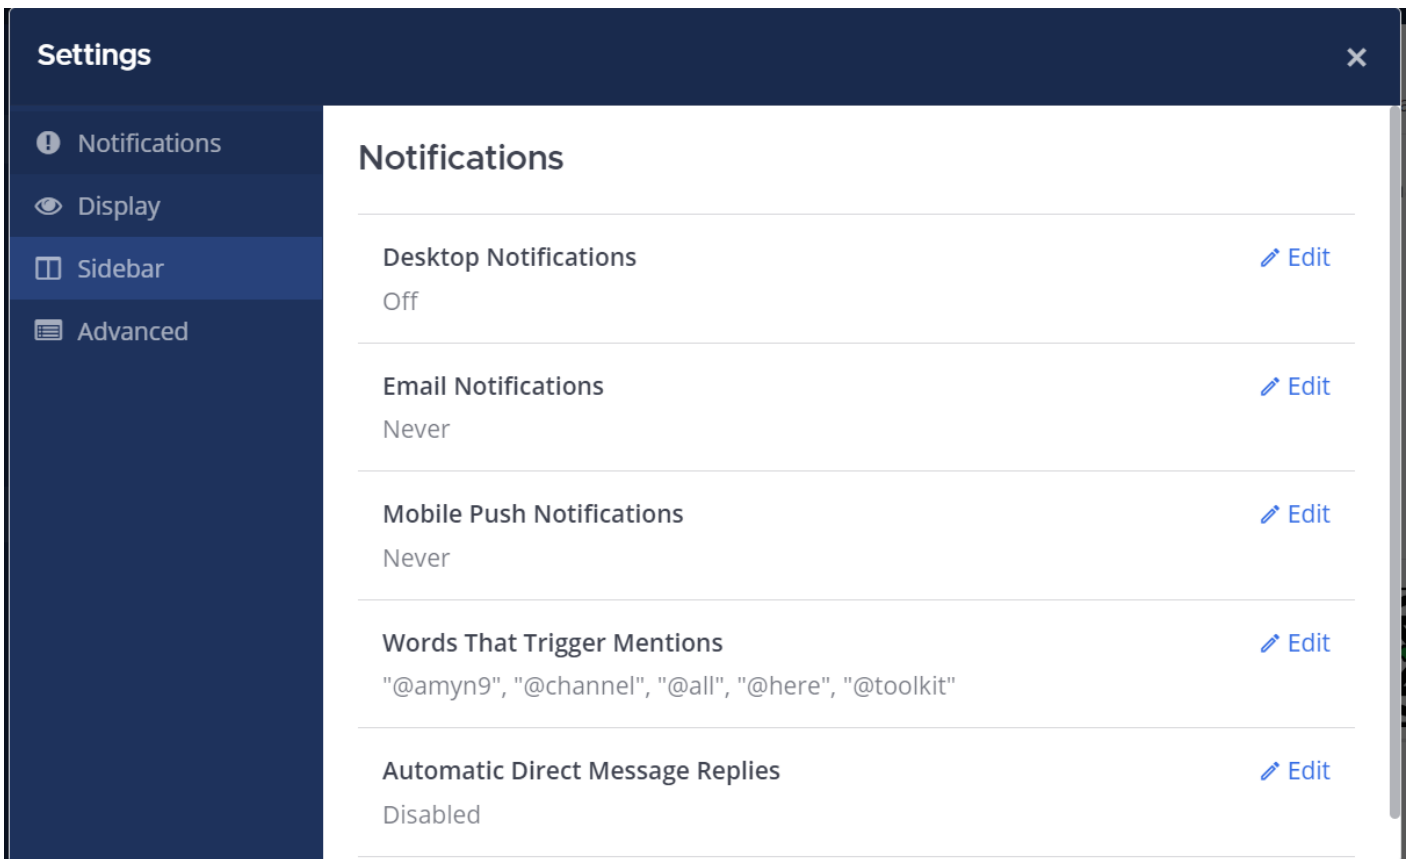 Settings
×
Notifications
Display
Sidebar
Advanced
Notifications
Desktop Notifications
Edit
Off
Email Notifications
Edit
Never
Mobile Push Notifications
Edit
Never
Words That Trigger Mentions
Edit
"@amyn9", "@channel", "@all", "@here", "@toolkit"
Automatic Direct Message Replies
Edit
Disabled